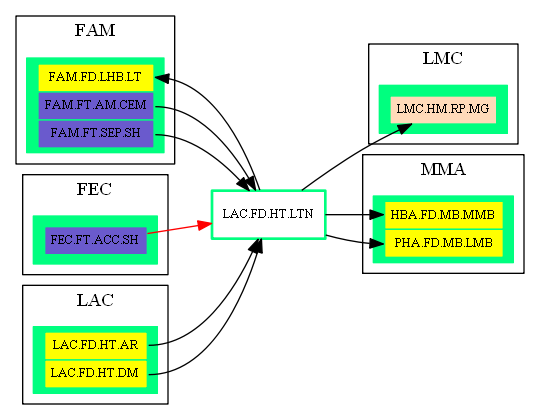 FAM
FAM.FD.LHB.LT
FAM.FT.AM.CEM
FAM.FT.SEP.SH
FEC
FEC.FT.ACC.SH
LAC
LAC.FD.HT.AR
LAC.FD.HT.DM
LAC.FD.HT.LTN
LMC
LMC.HM.RP.MG
MMA
HBA.FD.MB.MMB
PHA.FD.MB.LMB